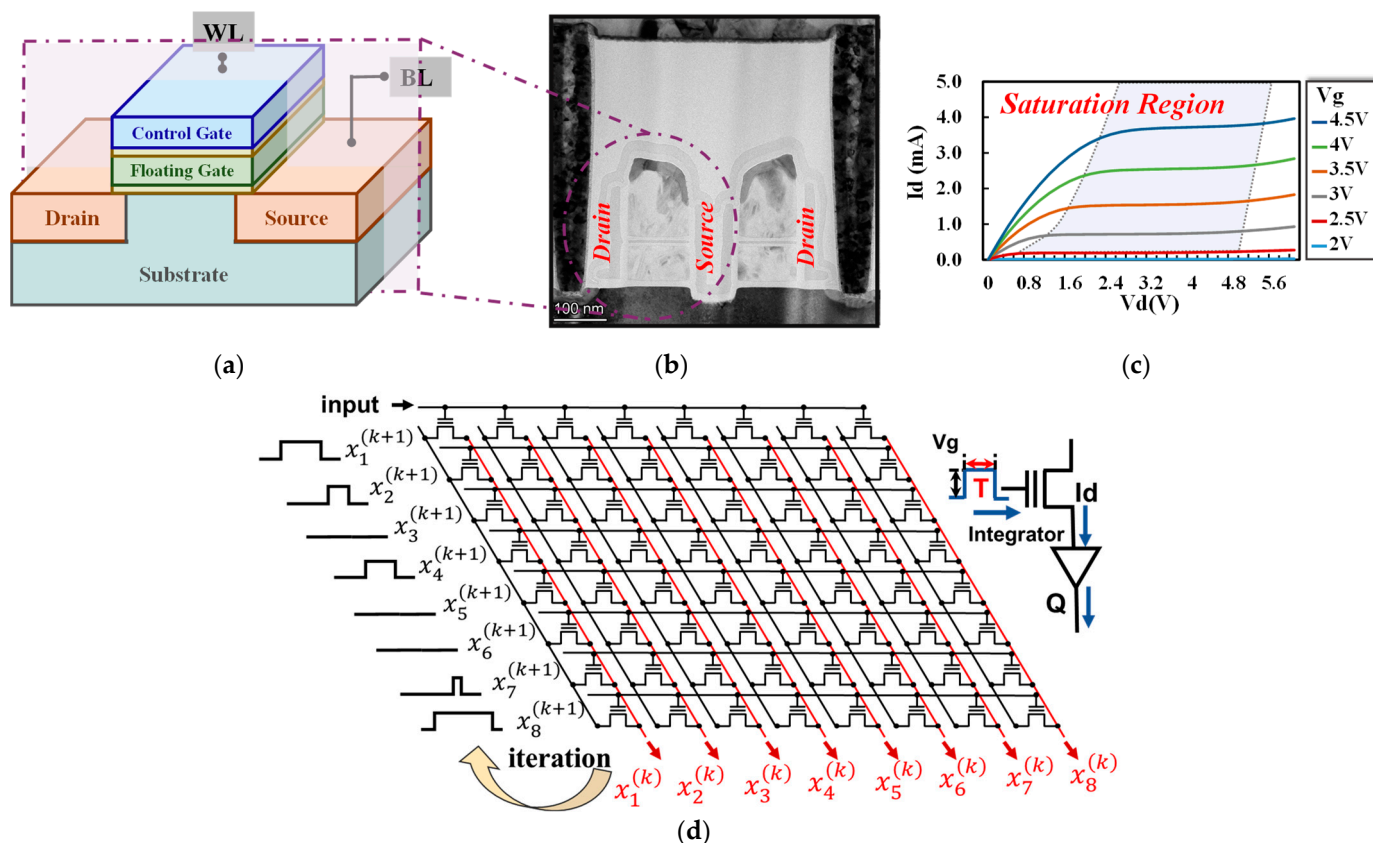 WL
BL
Control Gate
Floating Gate
Drain
Source
Substrate
(a)
Drain
Source
Drain
100 nm
(b)
Saturation Region
Id (mA)
5.0
4.0
3.0
2.0
1.0
0.0
0 0.8 1.6 2.4 3.2 4 4.8 5.6
Vd(V)
Vg
4.5V
4V
3.5V
3V
2.5V
2V
(c)
input
x₁⁽ᵏ⁺¹⁾
x₂⁽ᵏ⁺¹⁾
x₃⁽ᵏ⁺¹⁾
x₄⁽ᵏ⁺¹⁾
x₅⁽ᵏ⁺¹⁾
x₆⁽ᵏ⁺¹⁾
x₇⁽ᵏ⁺¹⁾
x₈⁽ᵏ⁺¹⁾
iteration
x₁⁽ᵏ⁾ x₂⁽ᵏ⁾ x₃⁽ᵏ⁾ x₄⁽ᵏ⁾ x₅⁽ᵏ⁾ x₆⁽ᵏ⁾ x₇⁽ᵏ⁾ x₈⁽ᵏ⁾
Vg
T
Id
Integrator
Q
(d)